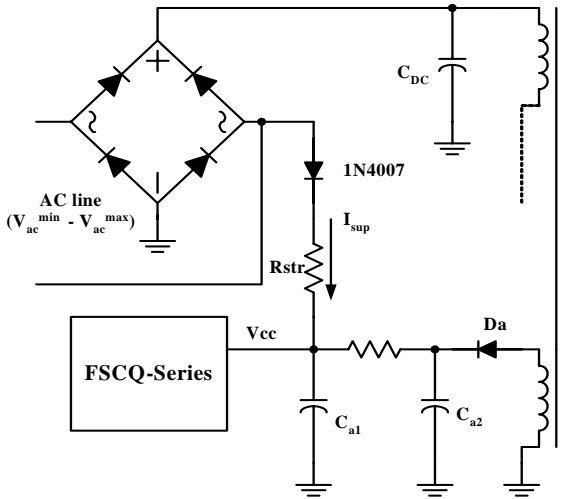 C_DC
1N4007
AC line
(V_ac^min - V_ac^max)
I_sup
Rstr
Vcc
Da
FSCQ-Series
C_a1
C_a2